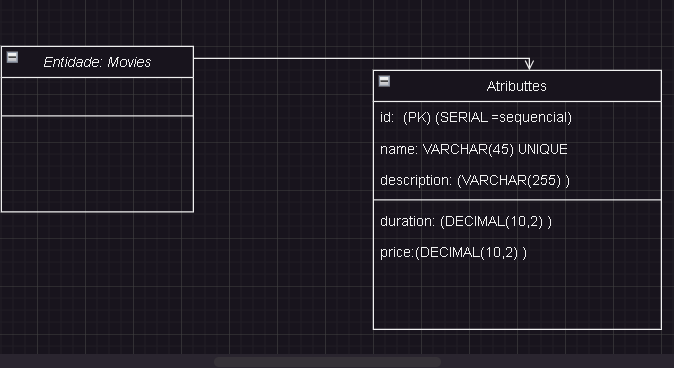 Entidade: Movies
Atributtes
id: (PK) (SERIAL =sequencial)
name: VARCHAR(45) UNIQUE
description: (VARCHAR(255) )
duration: (DECIMAL(10,2) )
price:(DECIMAL(10,2) )